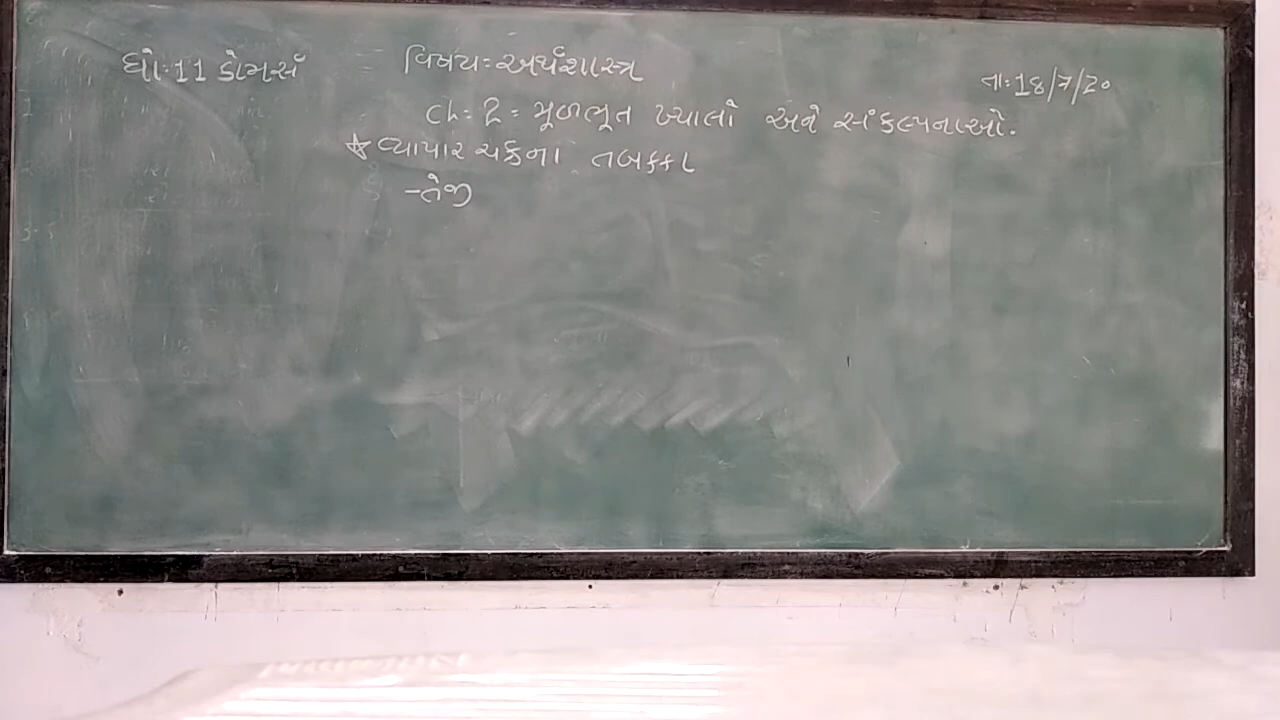 ધો:11 કોમર્સ વિષય=અર્થશાસ્ત્ર તા:18/7/20
ch: 2 = મૂળભૂત ખ્યાલો અને સંકલ્પનાઓ.
☆ વ્યાપાર ચક્રના તબક્કા
-તેજી